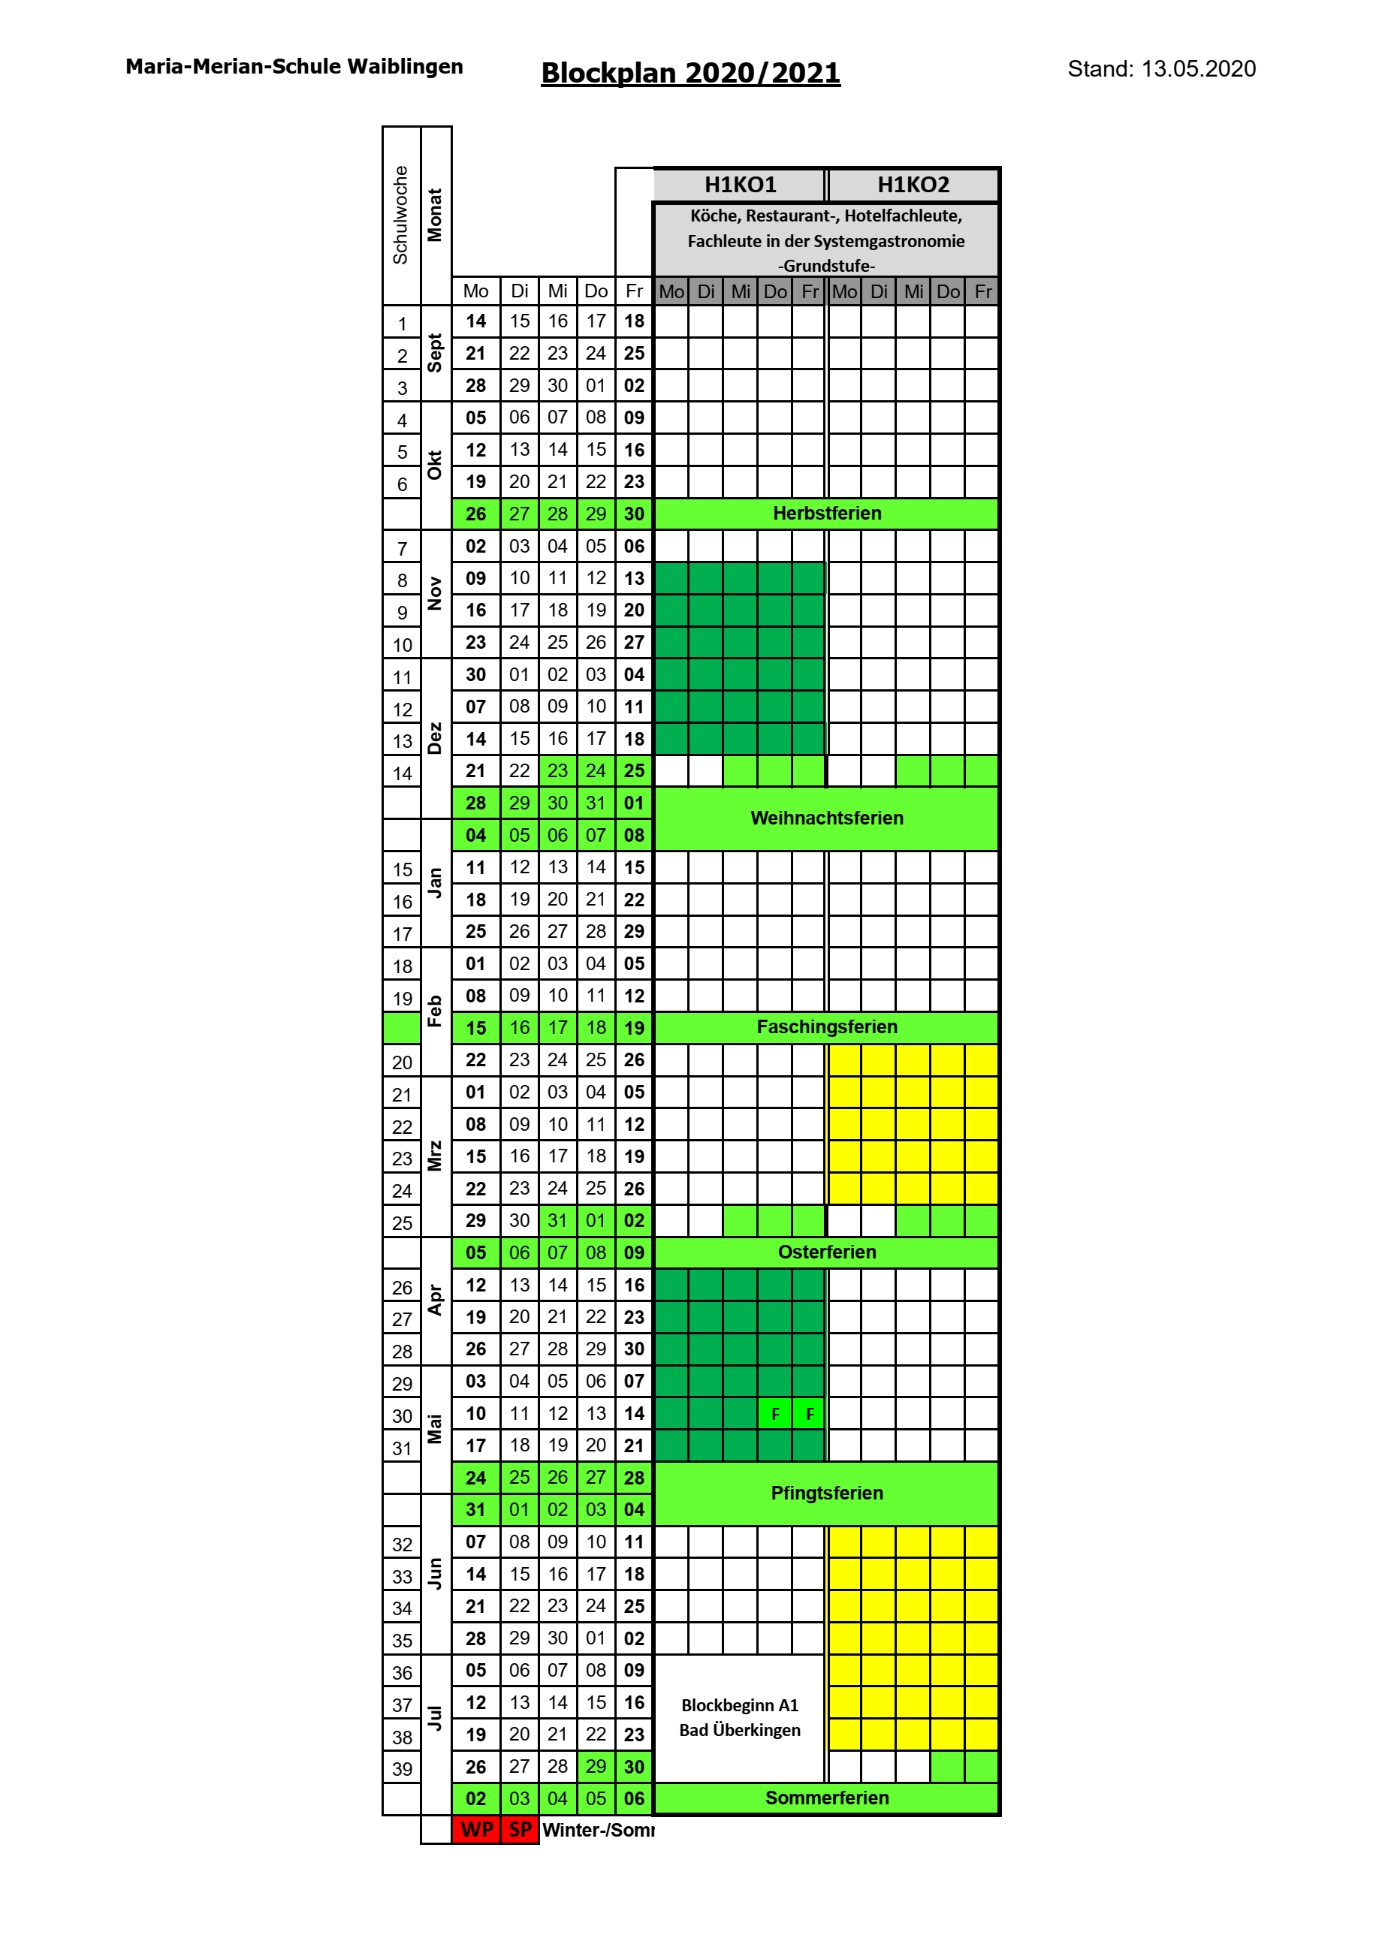 Maria-Merian-Schule Waiblingen Blockplan 2020/2021 Stand: 13.05.2020
Schulwoche Monat
H1KO1 H1KO2
Köche, Restaurant-, Hotelfachleute,
Fachleute in der Systemgastronomie
-Grundstufe-
Mo Di Mi Do Fr Mo Di Mi Do Fr Mo Di Mi Do Fr
1 Sept 14 15 16 17 18
2 21 22 23 24 25
3 28 29 30 01 02
4 Okt 05 06 07 08 09
5 12 13 14 15 16
6 19 20 21 22 23
26 27 28 29 30 Herbstferien
7 Nov 02 03 04 05 06
8 09 10 11 12 13
9 16 17 18 19 20
10 23 24 25 26 27
11 Dez 30 01 02 03 04
12 07 08 09 10 11
13 14 15 16 17 18
14 21 22 23 24 25
28 29 30 31 01 Weihnachtsferien
Jan 04 05 06 07 08
15 11 12 13 14 15
16 18 19 20 21 22
17 25 26 27 28 29
18 Feb 01 02 03 04 05
19 08 09 10 11 12
15 16 17 18 19 Faschingsferien
20 22 23 24 25 26
21 Mrz 01 02 03 04 05
22 08 09 10 11 12
23 15 16 17 18 19
24 22 23 24 25 26
25 29 30 31 01 02
Apr 05 06 07 08 09 Osterferien
26 12 13 14 15 16
27 19 20 21 22 23
28 26 27 28 29 30
29 Mai 03 04 05 06 07
30 10 11 12 13 14 F F
31 17 18 19 20 21
24 25 26 27 28 Pfingtsferien
Jun 31 01 02 03 04
32 07 08 09 10 11
33 14 15 16 17 18
34 21 22 23 24 25
35 28 29 30 01 02
36 Jul 05 06 07 08 09
37 12 13 14 15 16 Blockbeginn A1
38 19 20 21 22 23 Bad Überkingen
39 26 27 28 29 30
02 03 04 05 06 Sommerferien
WP SP Winter-/Somr